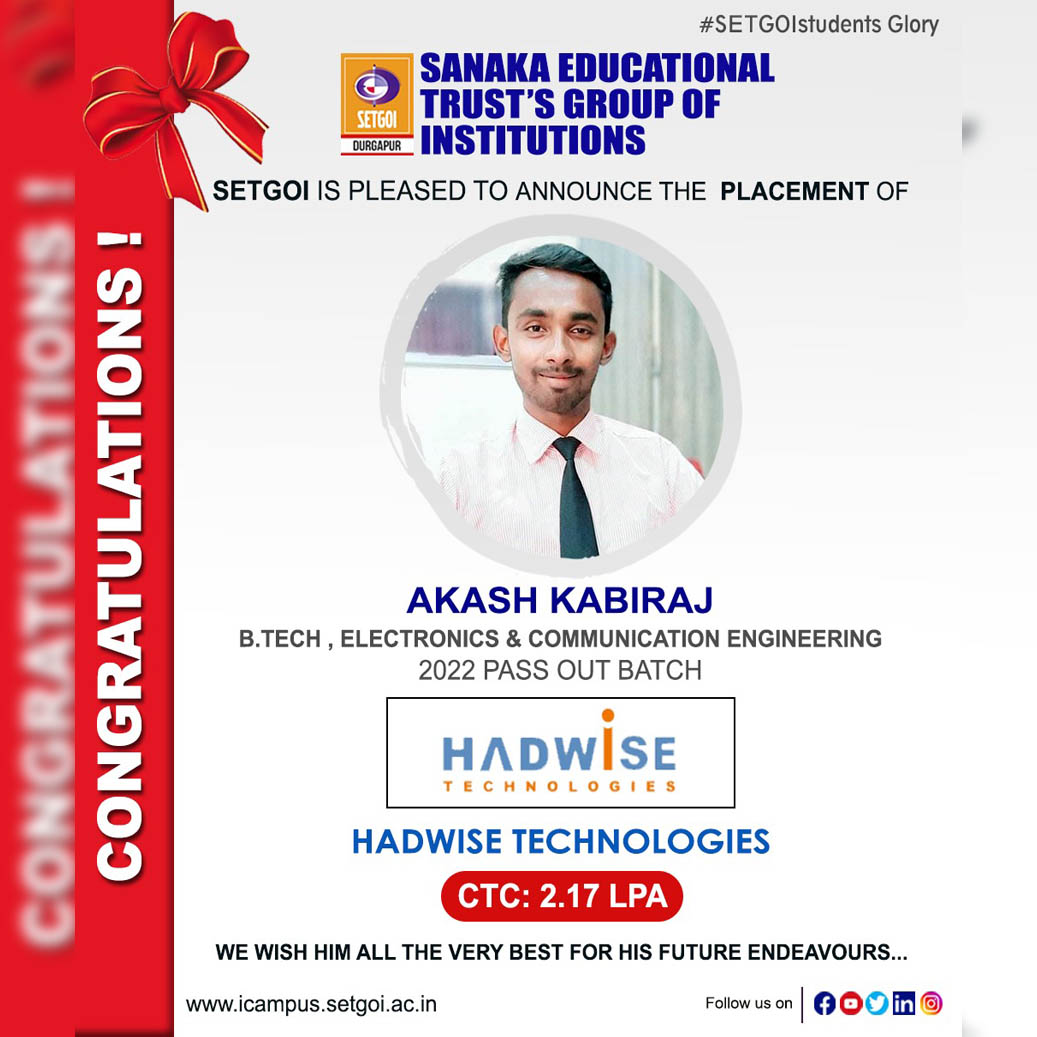 #SETGOIstudents Glory
SETGOI
DURGAPUR
SANAKA EDUCATIONAL
TRUST'S GROUP OF
INSTITUTIONS
SETGOI IS PLEASED TO ANNOUNCE THE PLACEMENT OF
CONGRATULATIONS !
CONGRATULATIONS !
AKASH KABIRAJ
B.TECH , ELECTRONICS & COMMUNICATION ENGINEERING
2022 PASS OUT BATCH
HADWiSE
TECHNOLOGIES
HADWISE TECHNOLOGIES
CTC: 2.17 LPA
WE WISH HIM ALL THE VERY BEST FOR HIS FUTURE ENDEAVOURS...
www.icampus.setgoi.ac.in
Follow us on